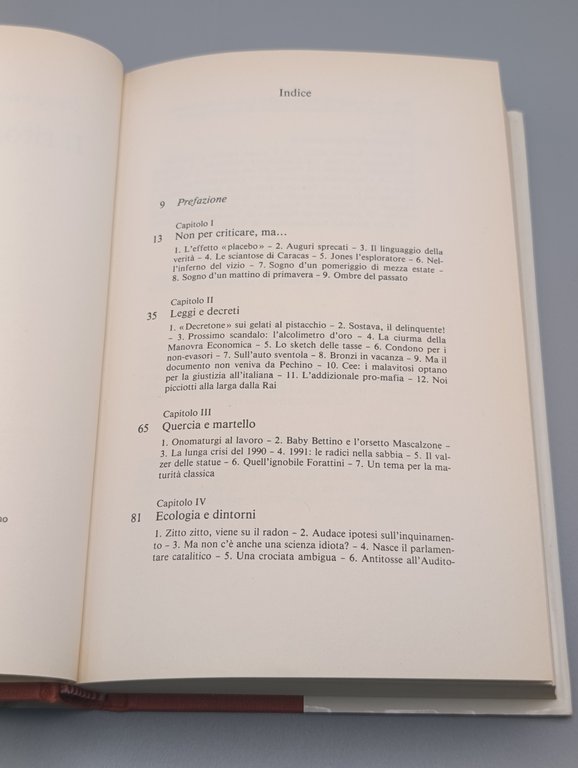 Indice
9 Prefazione
Capitolo I
13 Non per criticare, ma...
1. L'effetto «placebo» – 2. Auguri sprecati – 3. Il linguaggio della
verità – 4. Le sciantose di Caracas – 5. Jones l'esploratore – 6. Nel-
l'inferno del vizio – 7. Sogno d'un pomeriggio di mezza estate –
8. Sogno d'un mattino di primavera – 9. Ombre del passato
Capitolo II
35 Leggi e decreti
1. «Decretone» sui gelati al pistacchio – 2. Sostava, il delinquente!
– 3. Prossimo scandalo: l'alcolimetro d'oro – 4. La ciurma della
Manovra Economica – 5. Lo sketch delle tasse – 6. Condono per i
non-evasori – 7. Sull'auto sventola – 8. Bronzi in vacanza – 9. Ma il
documento non veniva da Pechino – 10. Cee: i malavitosi optano
per la giustizia all'italiana – 11. L'addizionale pro-mafia – 12. Noi
picciotti alla larga dalla Rai
Capitolo III
65 Quercia e martello
1. Onomaturgi al lavoro – 2. Baby Bettino e l'orsetto Mascalzone –
– 3. La lunga crisi del 1990 – 4. 1991: le radici nella sabbia – 5. Il val-
zer delle statue – 6. Quell'ignobile Forattini – 7. Un tema per la ma-
turità classica
Capitolo IV
81 Ecologia e dintorni
1. Zitto zitto, viene su il radon – 2. Audace ipotesi sull'inquinamen-
to – 3. Ma non c'è anche una scienza idiota? – 4. Nasce il parlamen-
tare catalitico – 5. Una crociata ambigua – 6. Antitosse all'Audito-